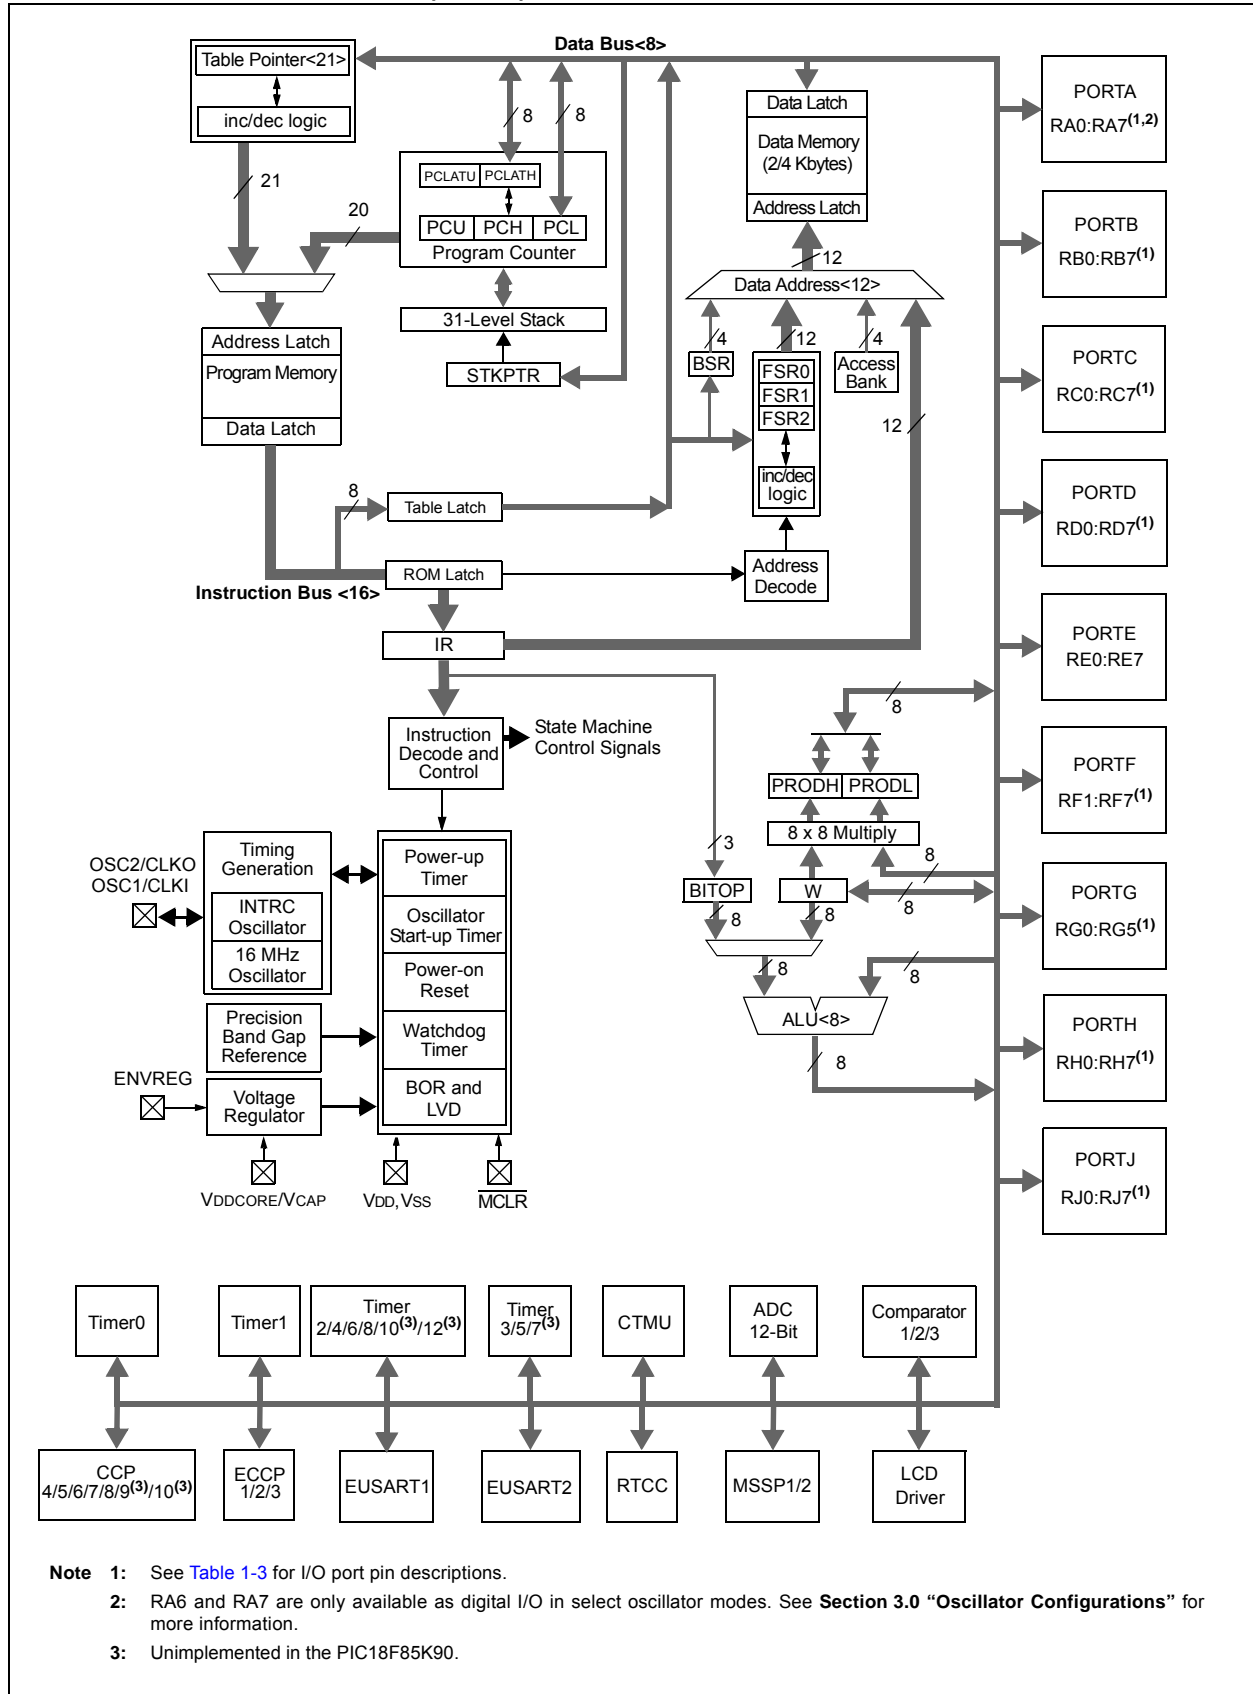 Data Bus<8>
Table Pointer<21>
inc/dec logic
21
20
8
8
PCLATU PCLATH
PCU PCH PCL
Program Counter
31-Level Stack
STKPTR
Data Latch
Data Memory
(2/4 Kbytes)
Address Latch
12
Data Address<12>
4
12
4
BSR
FSR0
FSR1
FSR2
inc/dec
logic
Access
Bank
12
Address Latch
Program Memory
Data Latch
8
Table Latch
ROM Latch
Instruction Bus <16>
Address
Decode
IR
Instruction
Decode and
Control
State Machine
Control Signals
8
PRODH PRODL
8 x 8 Multiply
3
8
BITOP
W
8
8
8
8
8
ALU<8>
8
OSC2/CLKO
OSC1/CLKI
Timing
Generation
INTRC
Oscillator
16 MHz
Oscillator
Precision
Band Gap
Reference
ENVREG
Voltage
Regulator
Power-up
Timer
Oscillator
Start-up Timer
Power-on
Reset
Watchdog
Timer
BOR and
LVD
VDDCORE/VCAP
VDD, VSS
MCLR
PORTA
RA0:RA7(1,2)
PORTB
RB0:RB7(1)
PORTC
RC0:RC7(1)
PORTD
RD0:RD7(1)
PORTE
RE0:RE7
PORTF
RF1:RF7(1)
PORTG
RG0:RG5(1)
PORTH
RH0:RH7(1)
PORTJ
RJ0:RJ7(1)
Timer0
Timer1
Timer
2/4/6/8/10(3)/12(3)
Timer
3/5/7(3)
CTMU
ADC
12-Bit
Comparator
1/2/3
CCP
4/5/6/7/8/9(3)/10(3)
ECCP
1/2/3
EUSART1
EUSART2
RTCC
MSSP1/2
LCD
Driver
Note 1: See Table 1-3 for I/O port pin descriptions.
2: RA6 and RA7 are only available as digital I/O in select oscillator modes. See Section 3.0 “Oscillator Configurations” for
more information.
3: Unimplemented in the PIC18F85K90.